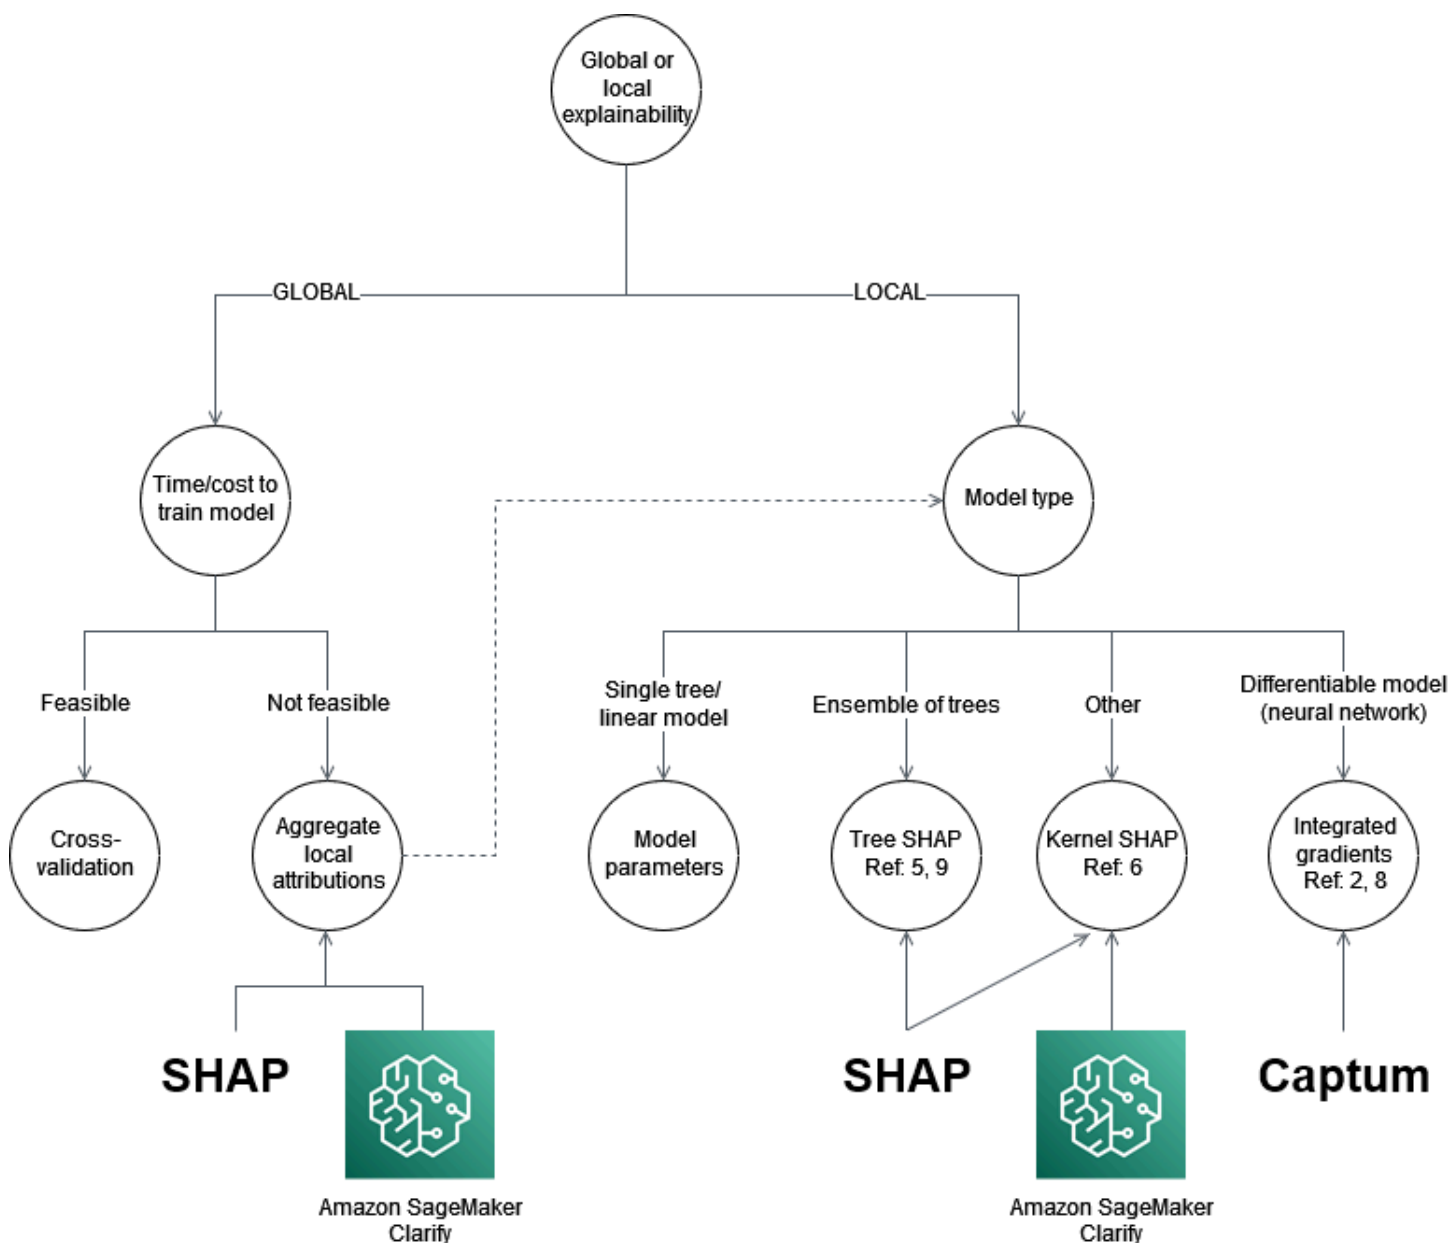 Global or
local
explainability
GLOBAL
LOCAL
Time/cost to
train model
Model type
Feasible
Not feasible
Single tree/
linear model
Ensemble of trees
Other
Differentiable model
(neural network)
Cross-
validation
Aggregate
local
attributions
Model
parameters
Tree SHAP
Ref: 5, 9
Kernel SHAP
Ref: 6
Integrated
gradients
Ref: 2, 8
SHAP
Amazon SageMaker
Clarify
SHAP
Amazon SageMaker
Clarify
Captum